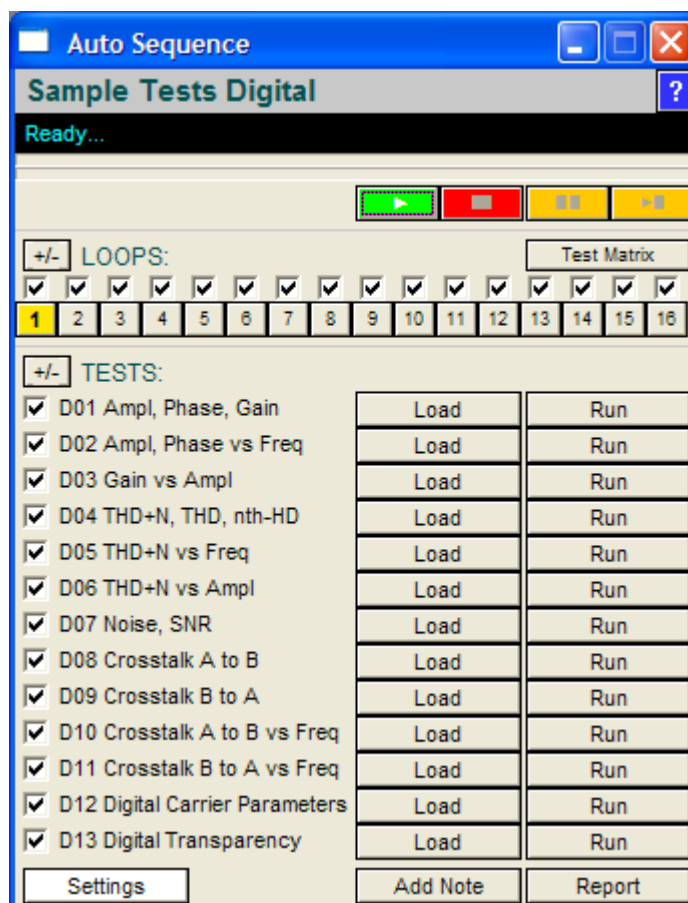 Auto Sequence
Sample Tests Digital ?
Ready...
+/- LOOPS: Test Matrix
1 2 3 4 5 6 7 8 9 10 11 12 13 14 15 16
+/- TESTS:
D01 Ampl, Phase, Gain Load Run
D02 Ampl, Phase vs Freq Load Run
D03 Gain vs Ampl Load Run
D04 THD+N, THD, nth-HD Load Run
D05 THD+N vs Freq Load Run
D06 THD+N vs Ampl Load Run
D07 Noise, SNR Load Run
D08 Crosstalk A to B Load Run
D09 Crosstalk B to A Load Run
D10 Crosstalk A to B vs Freq Load Run
D11 Crosstalk B to A vs Freq Load Run
D12 Digital Carrier Parameters Load Run
D13 Digital Transparency Load Run
Settings Add Note Report